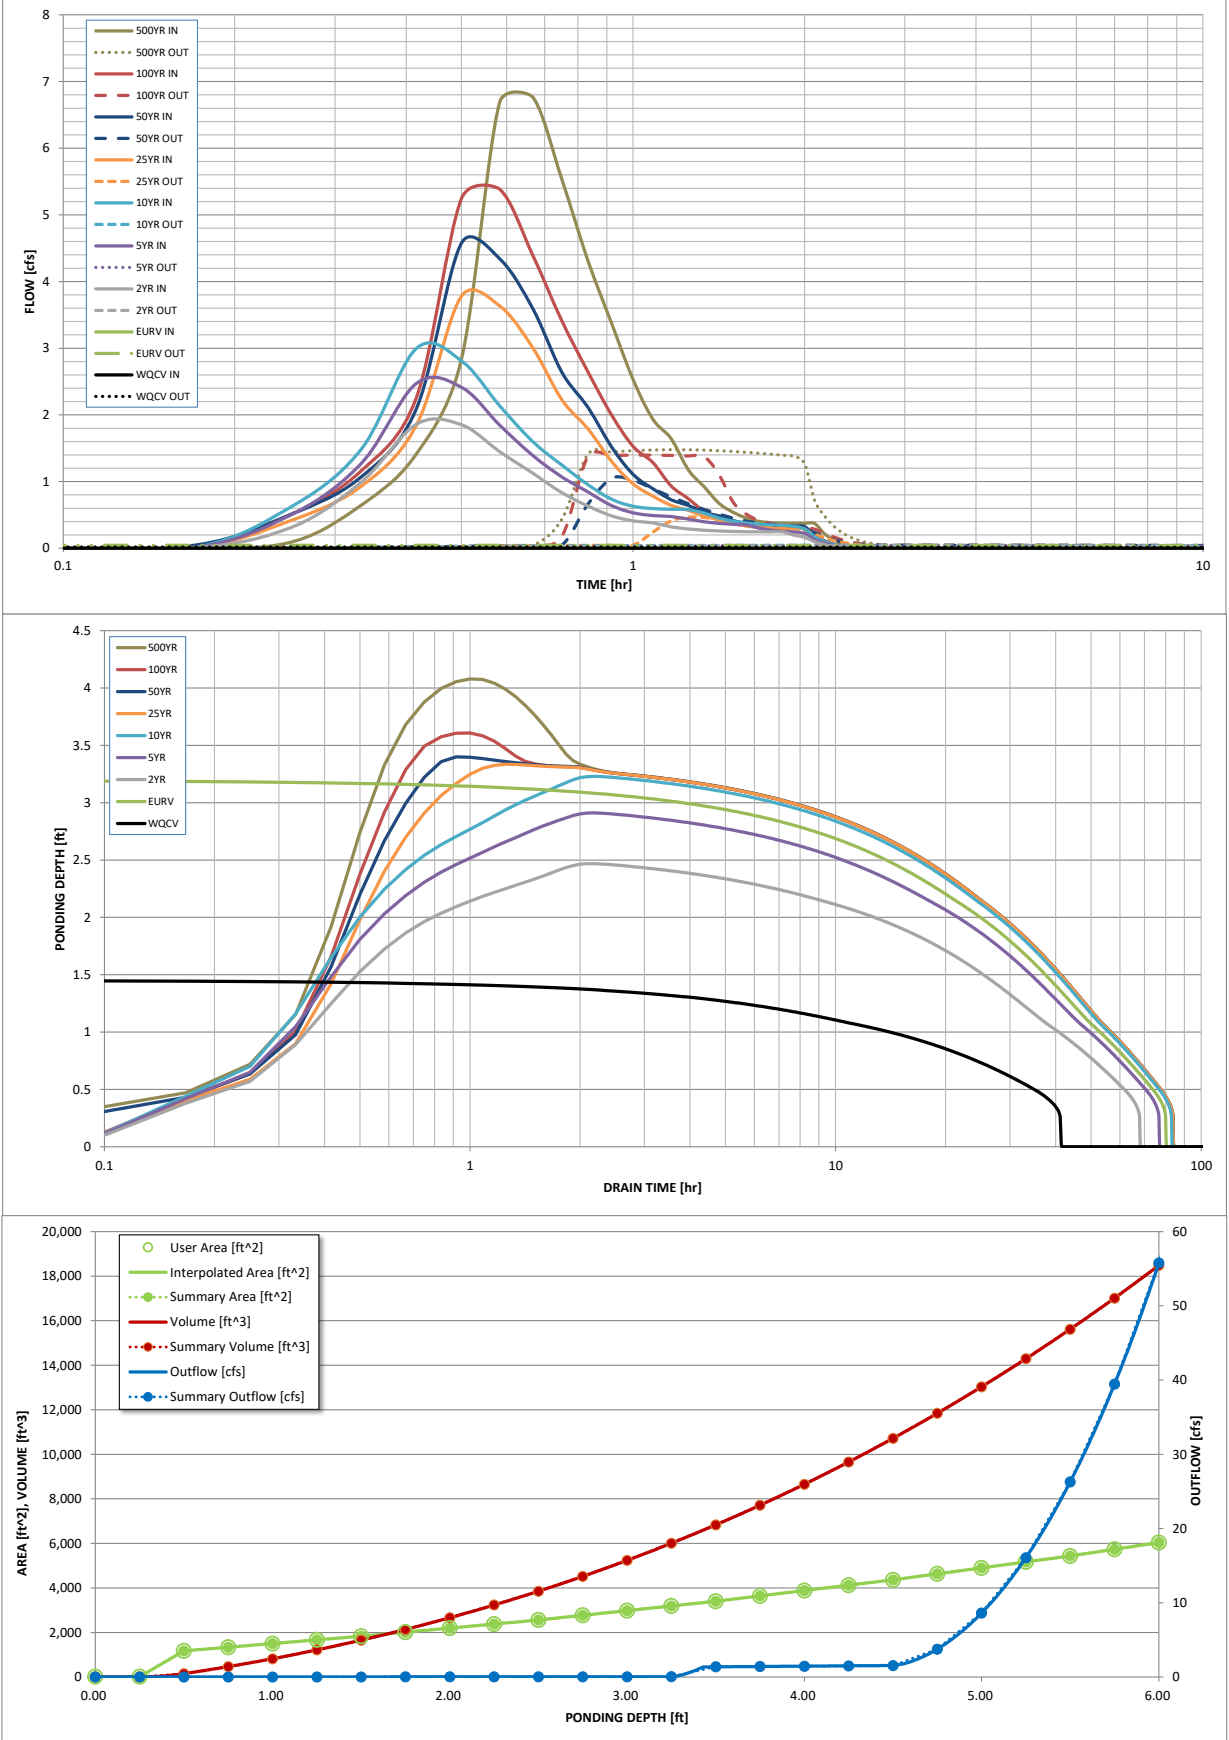 8
7
6
5
4
3
2
1
0
FLOW [cfs]
500YR IN
500YR OUT
100YR IN
100YR OUT
50YR IN
50YR OUT
25YR IN
25YR OUT
10YR IN
10YR OUT
5YR IN
5YR OUT
2YR IN
2YR OUT
EURV IN
EURV OUT
WQCV IN
WQCV OUT
0.1 1 10
TIME [hr]
4.5
4
3.5
3
2.5
2
1.5
1
0.5
0
PONDING DEPTH [ft]
500YR
100YR
50YR
25YR
10YR
5YR
2YR
EURV
WQCV
0.1 1 10 100
DRAIN TIME [hr]
20,000
18,000
16,000
14,000
12,000
10,000
8,000
6,000
4,000
2,000
0
AREA [ft^2], VOLUME [ft^3]
User Area [ft^2]
Interpolated Area [ft^2]
Summary Area [ft^2]
Volume [ft^3]
Summary Volume [ft^3]
Outflow [cfs]
Summary Outflow [cfs]
60
50
40
30
20
10
0
OUTFLOW [cfs]
0.00 1.00 2.00 3.00 4.00 5.00 6.00
PONDING DEPTH [ft]